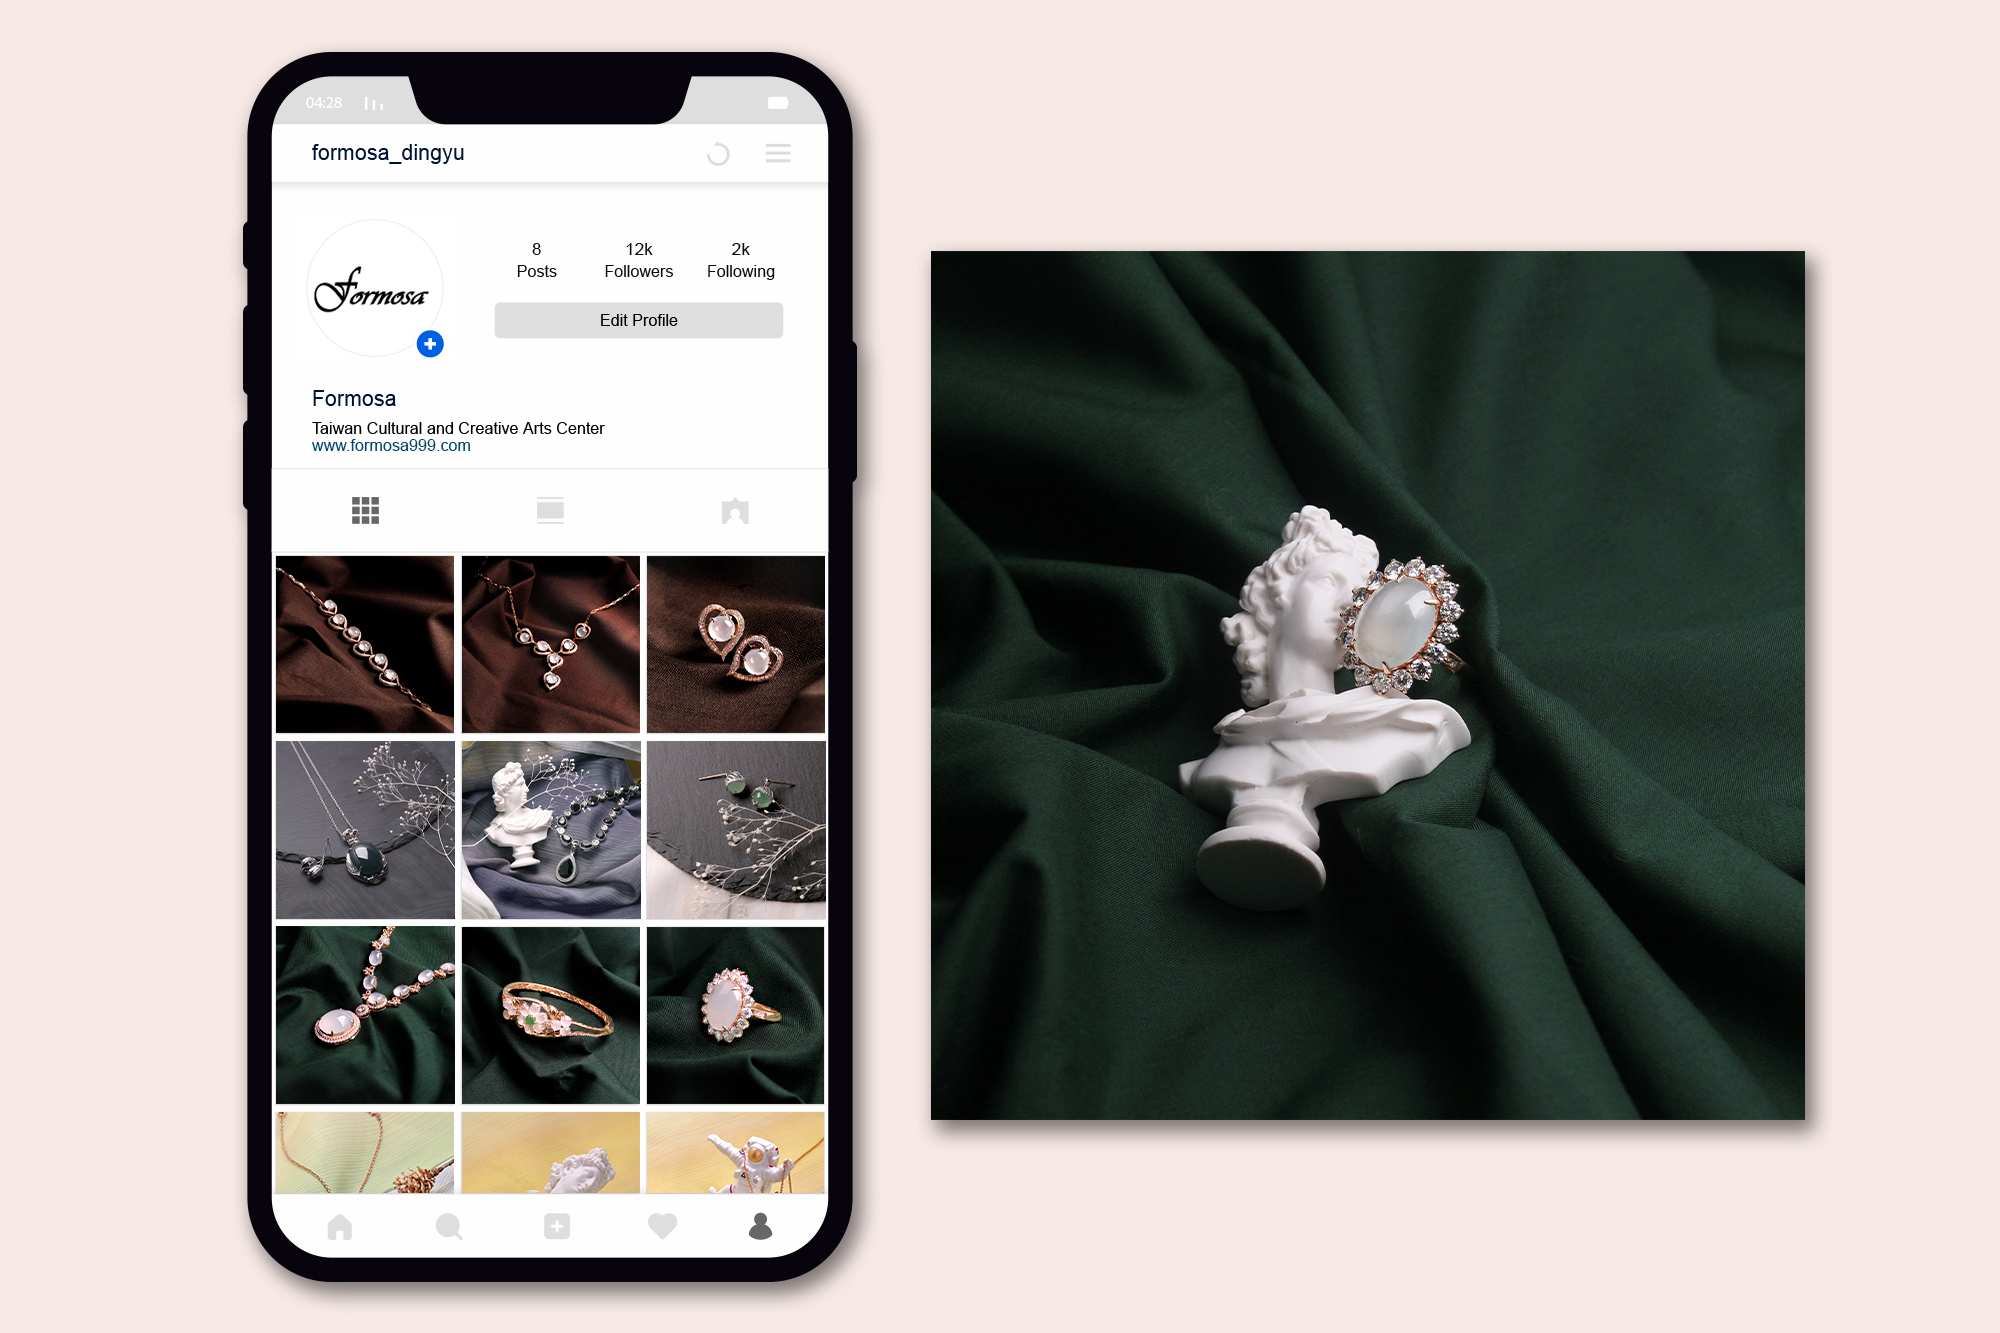 04:28
formosa_dingyu
Formosa
8 12k 2k
Posts Followers Following
Edit Profile
Formosa
Taiwan Cultural and Creative Arts Center
www.formosa999.com